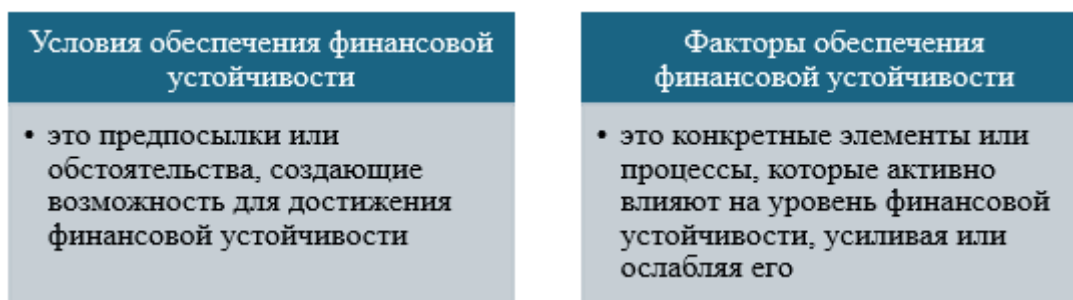 Условия обеспечения финансовой
устойчивости
• это предпосылки или
обстоятельства, создающие
возможность для достижения
финансовой устойчивости
Факторы обеспечения
финансовой устойчивости
• это конкретные элементы или
процессы, которые активно
влияют на уровень финансовой
устойчивости, усиливая или
ослабляя его